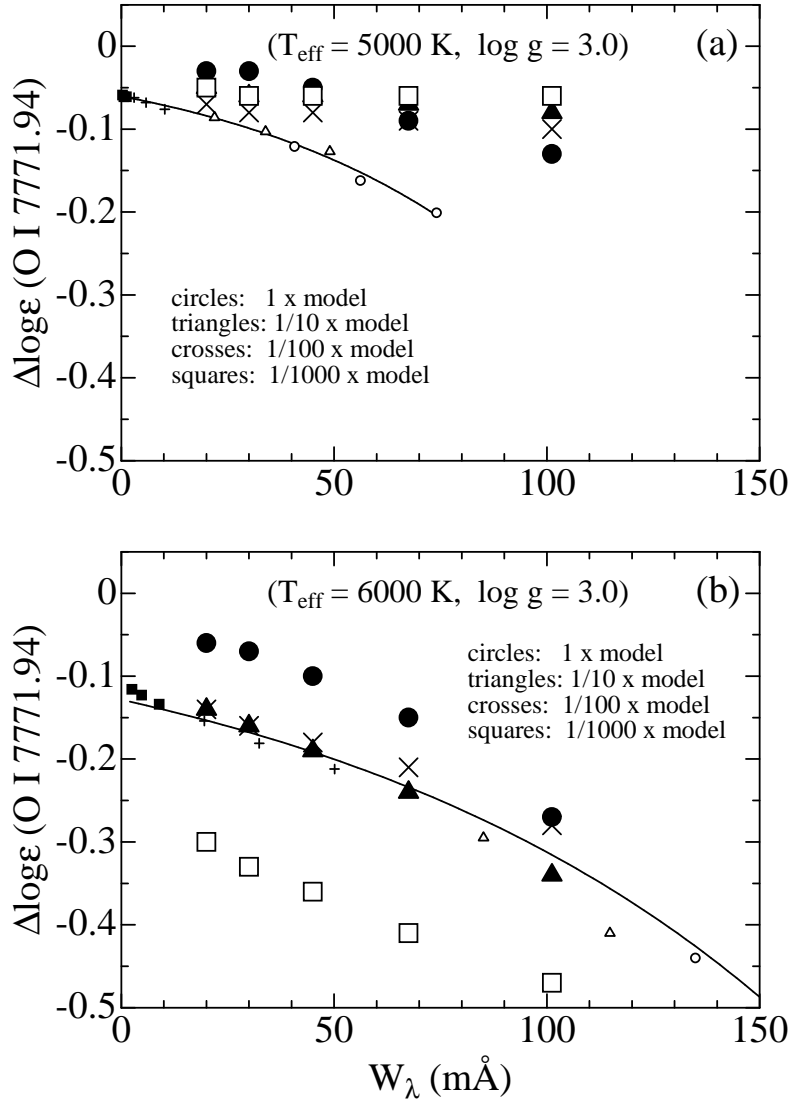 0
(T_eff = 5000 K, log g = 3.0)
(a)
-0.1
-0.2
-0.3
-0.4
-0.5
Δlogε (O I 7771.94)
circles: 1 x model
triangles: 1/10 x model
crosses: 1/100 x model
squares: 1/1000 x model
0
50
100
150
0
(T_eff = 6000 K, log g = 3.0)
(b)
-0.1
-0.2
-0.3
-0.4
-0.5
Δlogε (O I 7771.94)
circles: 1 x model
triangles: 1/10 x model
crosses: 1/100 x model
squares: 1/1000 x model
0
50
100
150
W_λ (mÅ)